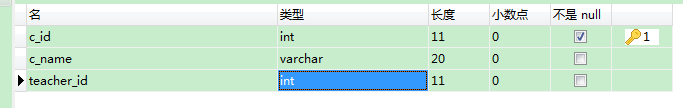 名 类型 长度 小数点 不是 null
c_id int 11 0 1
c_name varchar 20 0
teacher_id int 11 0